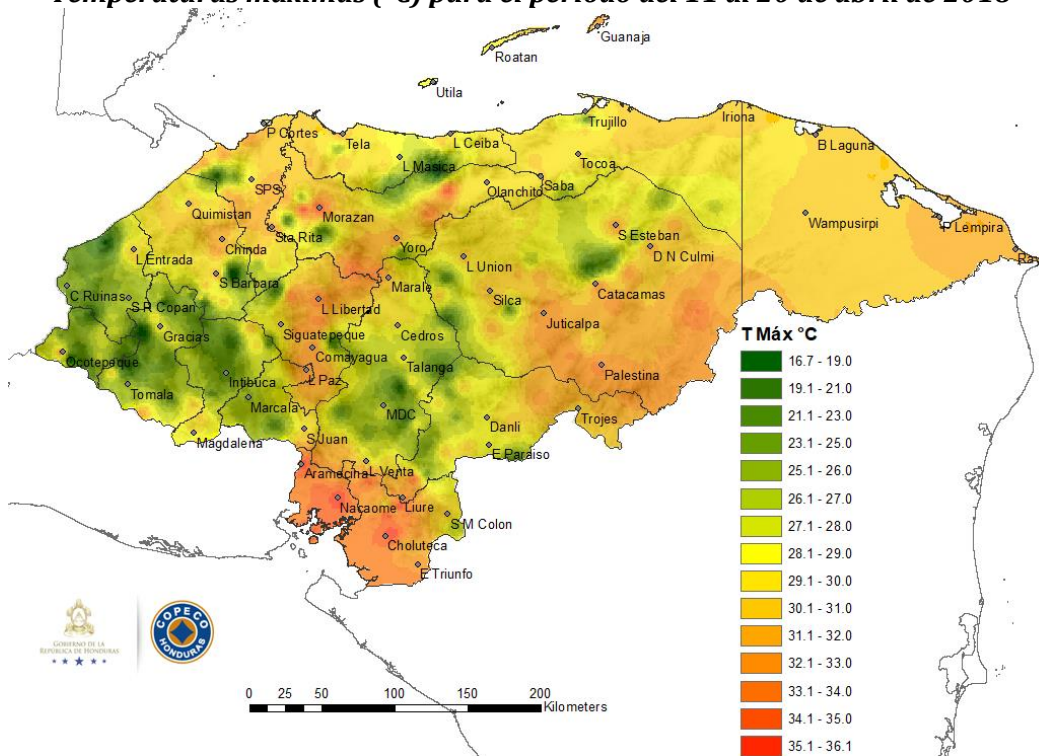 Temperaturas máximas (°C) para el período del 11 al 20 de abril de 2018
Guanaja
Roatan
Utila
P Cortes
Tela
L Ceiba
Trujillo
Iriona
B Laguna
L Masica
Tocoa
SPS
Olanchito
Saba
Quimistan
Morazan
Wampusirpi
P Lempira
Sta Rita
S Esteban
Chinda
Yoro
D N Culmi
L Entrada
L Union
S Barbara
Marale
Catacamas
C Ruinas
S R Copan
Silca
L Libertad
Juticalpa
Gracias
Siguatepeque
Cedros
Comayagua
Ocotepeque
Talanga
L Paz
Palestina
Intibuca
Tomala
Marcala
MDC
Danli
Trojes
Magdalena
S Juan
E Paraiso
Aramecina
L Venta
Nacaome
Liure
S M Colon
Choluteca
E Triunfo
T Máx °C
16.7 - 19.0
19.1 - 21.0
21.1 - 23.0
23.1 - 25.0
25.1 - 26.0
26.1 - 27.0
27.1 - 28.0
28.1 - 29.0
29.1 - 30.0
30.1 - 31.0
31.1 - 32.0
32.1 - 33.0
33.1 - 34.0
34.1 - 35.0
35.1 - 36.1
GOBIERNO DE LA
REPÚBLICA DE HONDURAS
COPECO
HONDURAS
0 25 50 100 150 200
Kilometers